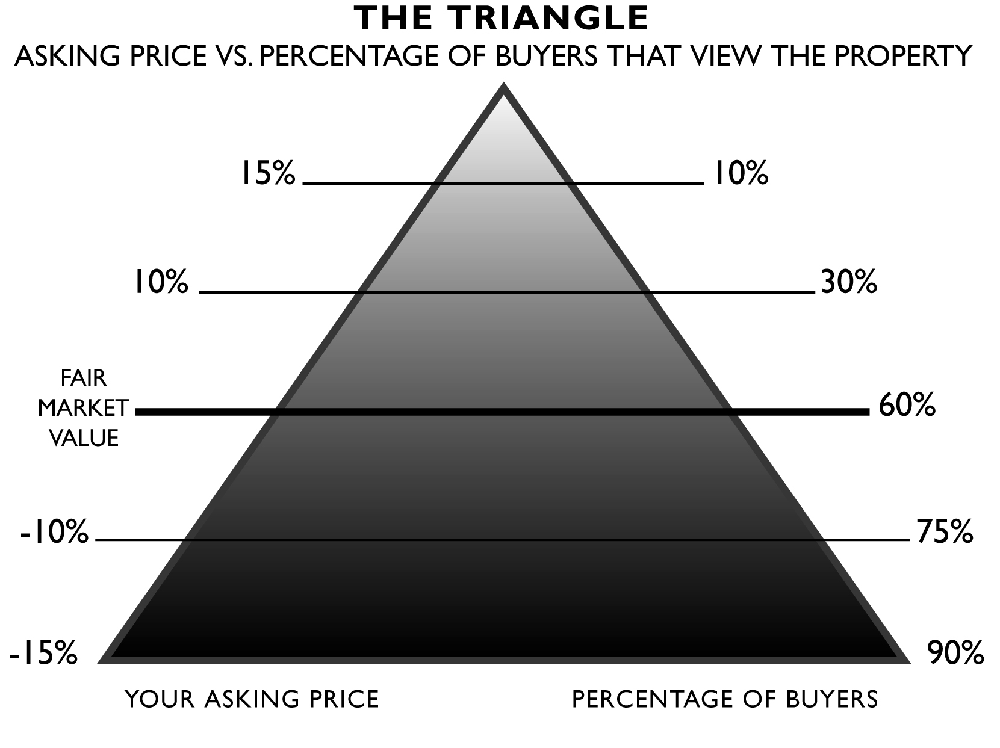 THE TRIANGLE
ASKING PRICE VS. PERCENTAGE OF BUYERS THAT VIEW THE PROPERTY
15% 10%
10% 30%
FAIR
MARKET
VALUE
60%
-10% 75%
-15% 90%
YOUR ASKING PRICE PERCENTAGE OF BUYERS